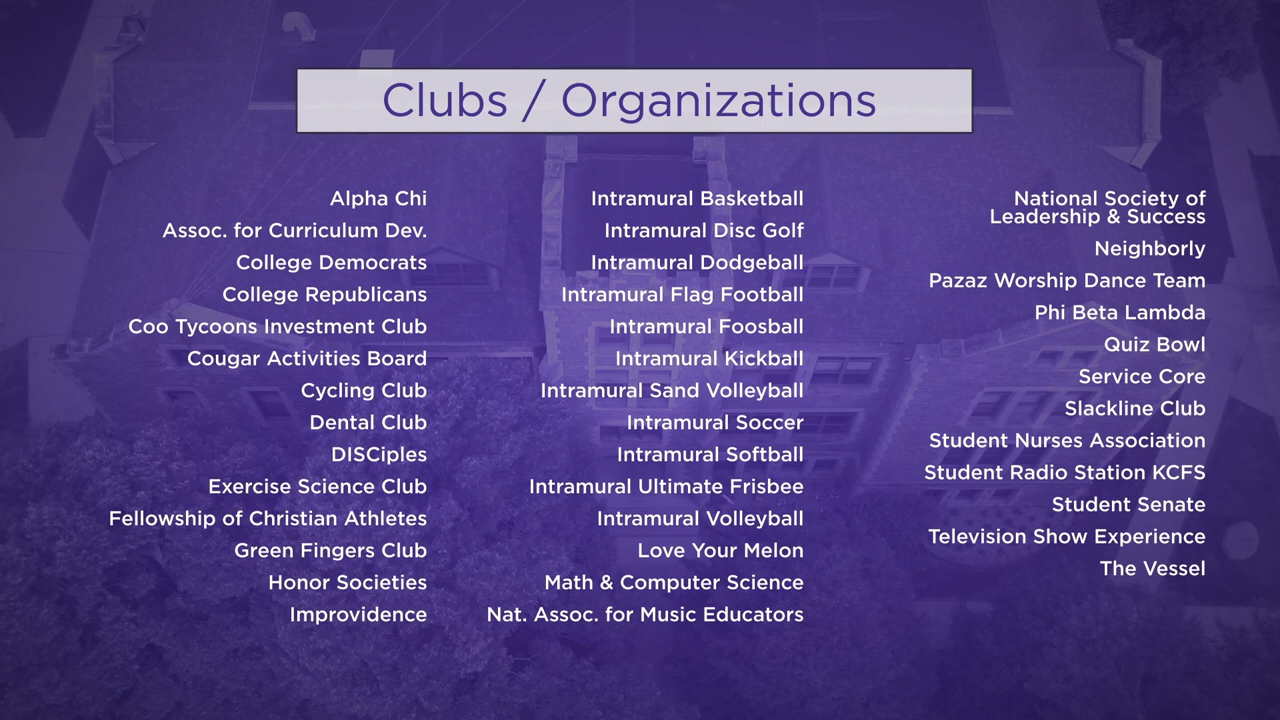 Clubs / Organizations
Alpha Chi
Assoc. for Curriculum Dev.
College Democrats
College Republicans
Coo Tycoons Investment Club
Cougar Activities Board
Cycling Club
Dental Club
DISCiples
Exercise Science Club
Fellowship of Christian Athletes
Green Fingers Club
Honor Societies
Improvidence
Intramural Basketball
Intramural Disc Golf
Intramural Dodgeball
Intramural Flag Football
Intramural Foosball
Intramural Kickball
Intramural Sand Volleyball
Intramural Soccer
Intramural Softball
Intramural Ultimate Frisbee
Intramural Volleyball
Love Your Melon
Math & Computer Science
Nat. Assoc. for Music Educators
National Society of
Leadership & Success
Neighborly
Pazaz Worship Dance Team
Phi Beta Lambda
Quiz Bowl
Service Core
Slackline Club
Student Nurses Association
Student Radio Station KCFS
Student Senate
Television Show Experience
The Vessel